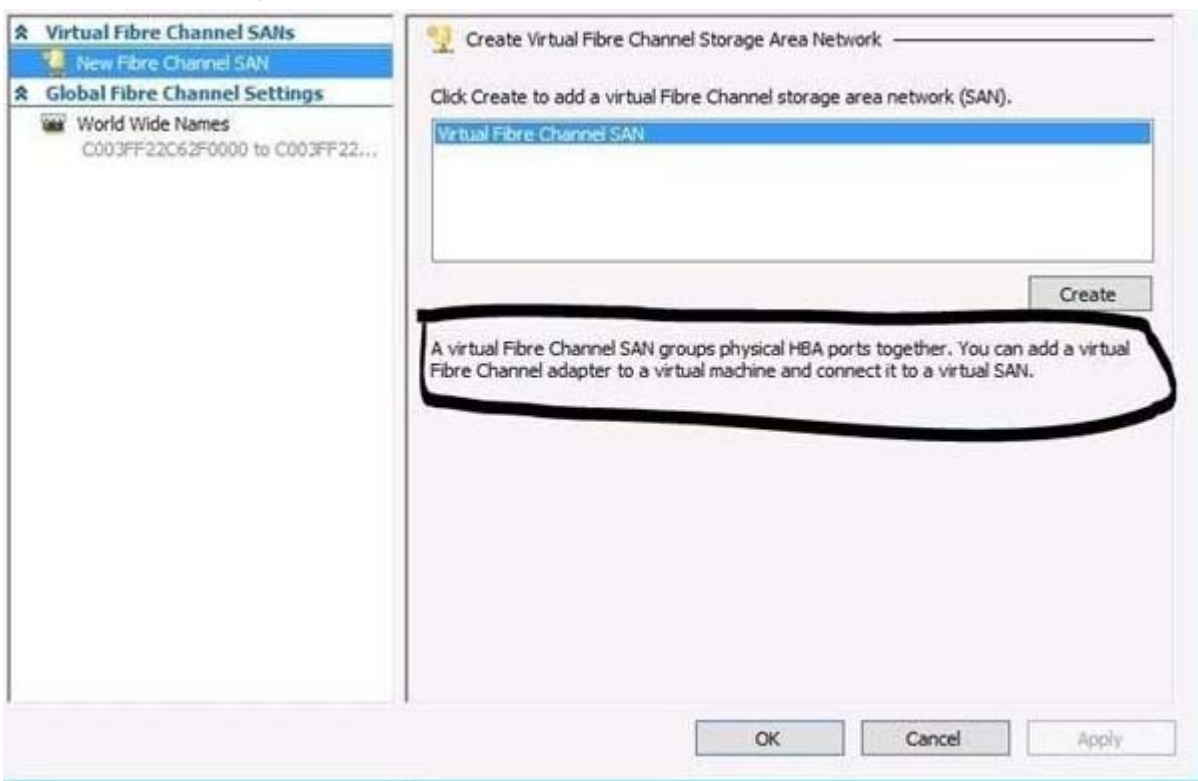 Virtual Fibre Channel SANs
New Fibre Channel SAN
Global Fibre Channel Settings
World Wide Names
C003FF22C62F0000 to C003FF22...
Create Virtual Fibre Channel Storage Area Network
Click Create to add a virtual Fibre Channel storage area network (SAN).
Virtual Fibre Channel SAN
Create
A virtual Fibre Channel SAN groups physical HBA ports together. You can add a virtual
Fibre Channel adapter to a virtual machine and connect it to a virtual SAN.
OK
Cancel
Apply